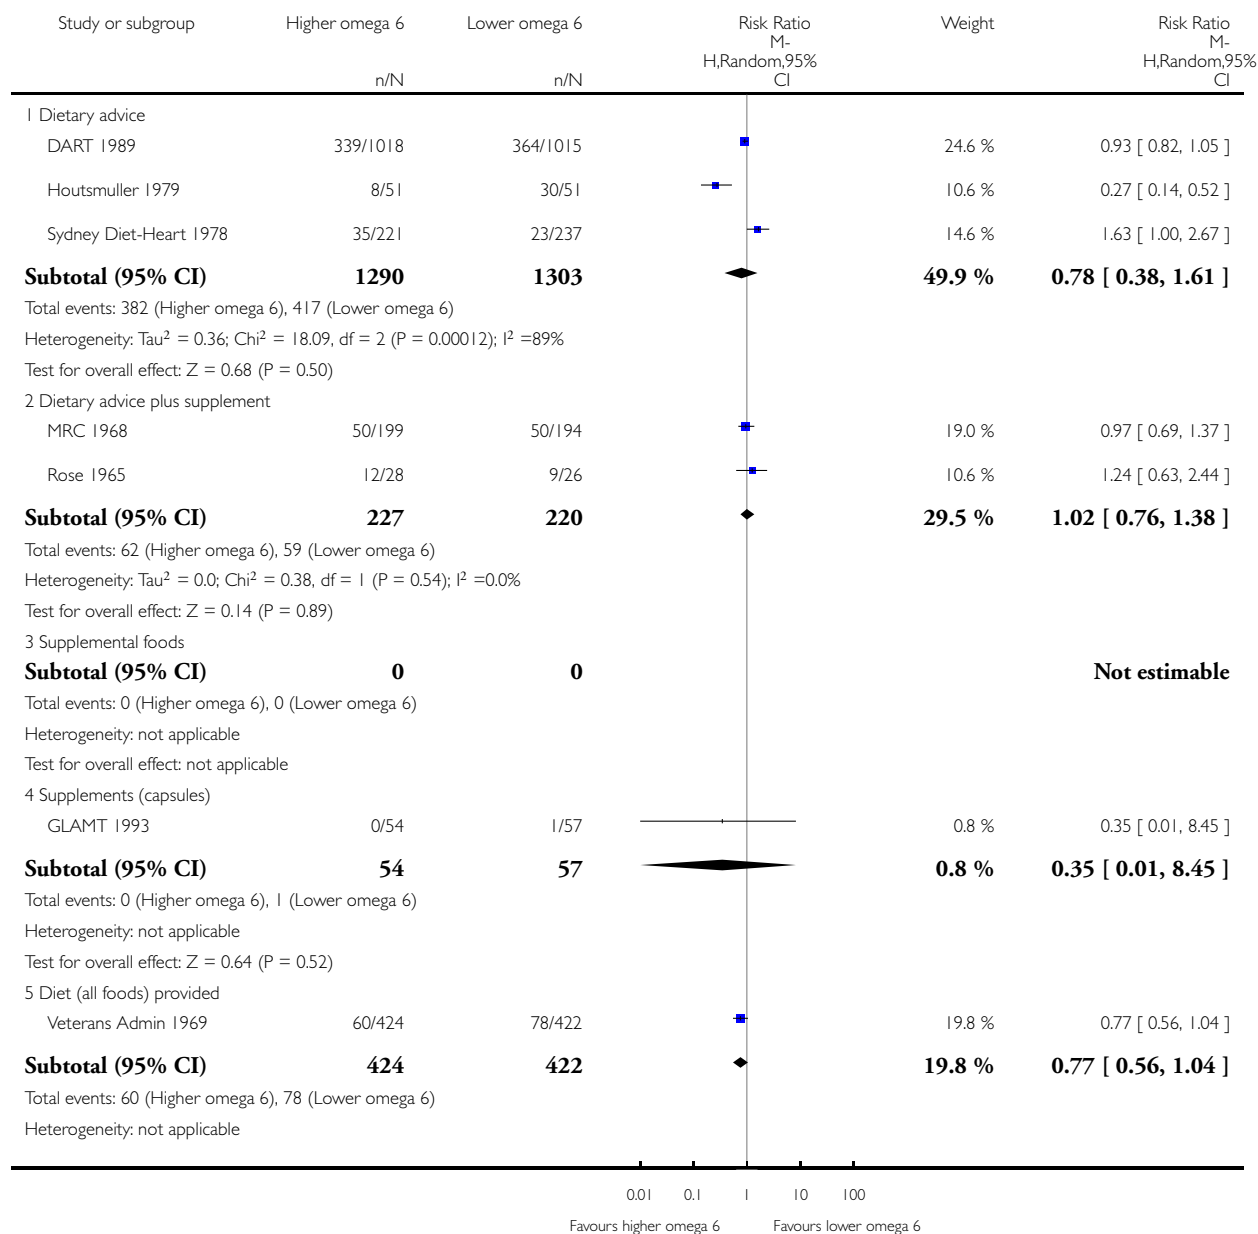 Study or subgroup Higher omega 6 Lower omega 6 Risk Ratio Weight Risk Ratio
M- M-
H,Random,95% H,Random,95%
n/N n/N CI CI
1 Dietary advice
DART 1989 339/1018 364/1015 24.6 % 0.93 [ 0.82, 1.05 ]
Houtsmuller 1979 8/51 30/51 10.6 % 0.27 [ 0.14, 0.52 ]
Sydney Diet-Heart 1978 35/221 23/237 14.6 % 1.63 [ 1.00, 2.67 ]
Subtotal (95% CI) 1290 1303 49.9 % 0.78 [ 0.38, 1.61 ]
Total events: 382 (Higher omega 6), 417 (Lower omega 6)
Heterogeneity: Tau² = 0.36; Chi² = 18.09, df = 2 (P = 0.00012); I² =89%
Test for overall effect: Z = 0.68 (P = 0.50)
2 Dietary advice plus supplement
MRC 1968 50/199 50/194 19.0 % 0.97 [ 0.69, 1.37 ]
Rose 1965 12/28 9/26 10.6 % 1.24 [ 0.63, 2.44 ]
Subtotal (95% CI) 227 220 29.5 % 1.02 [ 0.76, 1.38 ]
Total events: 62 (Higher omega 6), 59 (Lower omega 6)
Heterogeneity: Tau² = 0.0; Chi² = 0.38, df = 1 (P = 0.54); I² =0.0%
Test for overall effect: Z = 0.14 (P = 0.89)
3 Supplemental foods
Subtotal (95% CI) 0 0 Not estimable
Total events: 0 (Higher omega 6), 0 (Lower omega 6)
Heterogeneity: not applicable
Test for overall effect: not applicable
4 Supplements (capsules)
GLAMT 1993 0/54 1/57 0.8 % 0.35 [ 0.01, 8.45 ]
Subtotal (95% CI) 54 57 0.8 % 0.35 [ 0.01, 8.45 ]
Total events: 0 (Higher omega 6), 1 (Lower omega 6)
Heterogeneity: not applicable
Test for overall effect: Z = 0.64 (P = 0.52)
5 Diet (all foods) provided
Veterans Admin 1969 60/424 78/422 19.8 % 0.77 [ 0.56, 1.04 ]
Subtotal (95% CI) 424 422 19.8 % 0.77 [ 0.56, 1.04 ]
Total events: 60 (Higher omega 6), 78 (Lower omega 6)
Heterogeneity: not applicable
0.01 0.1 1 10 100
Favours higher omega 6 Favours lower omega 6